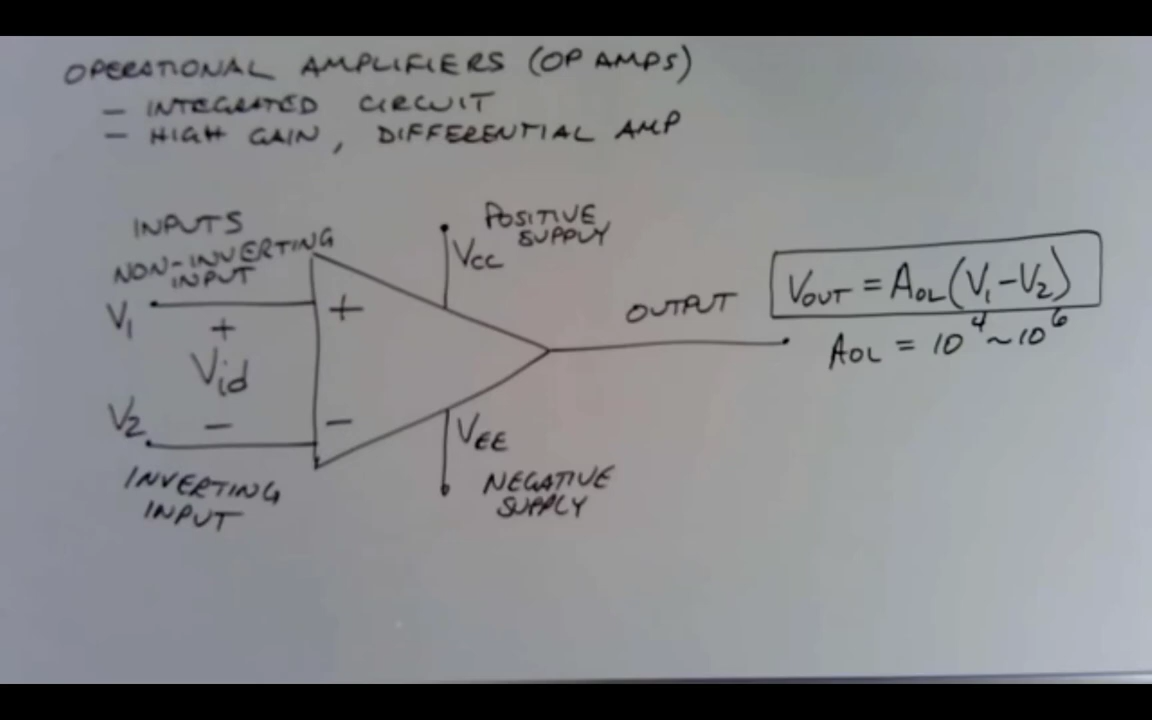 OPERATIONAL AMPLIFIERS (OP AMPS)
— INTEGRATED CIRCUIT
— HIGH GAIN, DIFFERENTIAL AMP
INPUTS
NON-INVERTING
INPUT
V1
+
Vid
−
V2
INVERTING
INPUT
+
−
VCC
POSITIVE
SUPPLY
VEE
NEGATIVE
SUPPLY
OUTPUT
VOUT = AOL(V1-V2)
AOL = 10^4 ~ 10^6